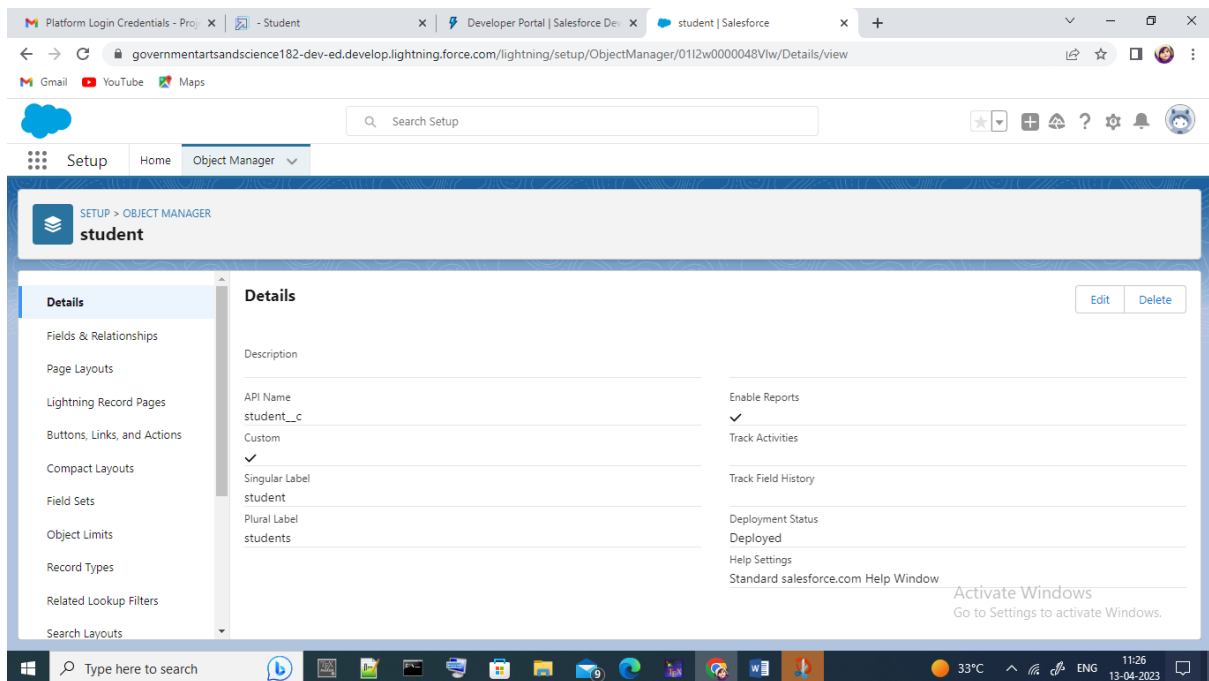 Platform Login Credentials - Proj
- Student
Developer Portal | Salesforce Dev
student | Salesforce
governmentartsandscience182-dev-ed.develop.lightning.force.com/lightning/setup/ObjectManager/01I2w0000048Vlw/Details/view
Gmail YouTube Maps
Search Setup
Setup Home Object Manager
SETUP > OBJECT MANAGER
student
Details
Fields & Relationships
Page Layouts
Lightning Record Pages
Buttons, Links, and Actions
Compact Layouts
Field Sets
Object Limits
Record Types
Related Lookup Filters
Search Layouts
Details
Edit Delete
Description
API Name
student__c
Custom
Singular Label
student
Plural Label
students
Enable Reports
Track Activities
Track Field History
Deployment Status
Deployed
Help Settings
Standard salesforce.com Help Window
Activate Windows
Go to Settings to activate Windows.
Type here to search
33°C ENG 11:26
13-04-2023